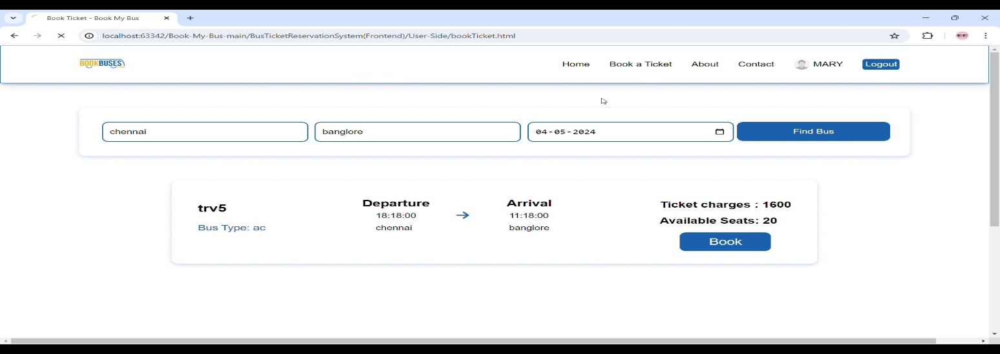 Book Ticket - Book My Bus
localhost:63342/Book-My-Bus-main/BusTicketReservationSystem(Frontend)/User-Side/bookTicket.html
BOOKBUSES Home Book a Ticket About Contact MARY Logout
chennai banglore 04-05-2024 Find Bus
trv5 Departure Arrival Ticket charges : 1600
18:18:00 11:18:00 Available Seats: 20
Bus Type: ac chennai banglore
Book